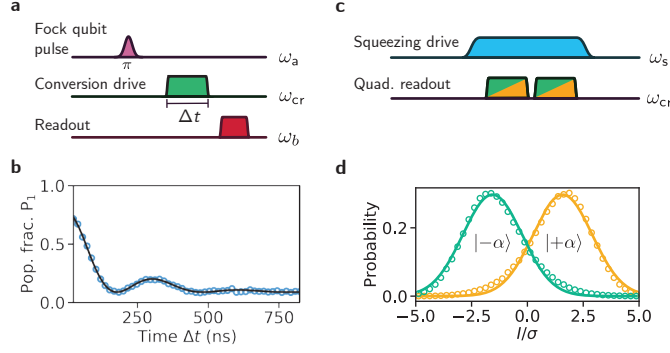 a
Fock qubit
pulse
π
ω_a
Conversion drive
ω_cr
Δt
Readout
ω_b
b
Pop. frac. P₁
1.0
0.5
0.0
250
500
750
Time Δt (ns)
c
Squeezing drive
ω_s
Quad. readout
ω_cr
d
Probability
0.2
0.0
|−α⟩
|+α⟩
−5.0
−2.5
0.0
2.5
5.0
I/σ